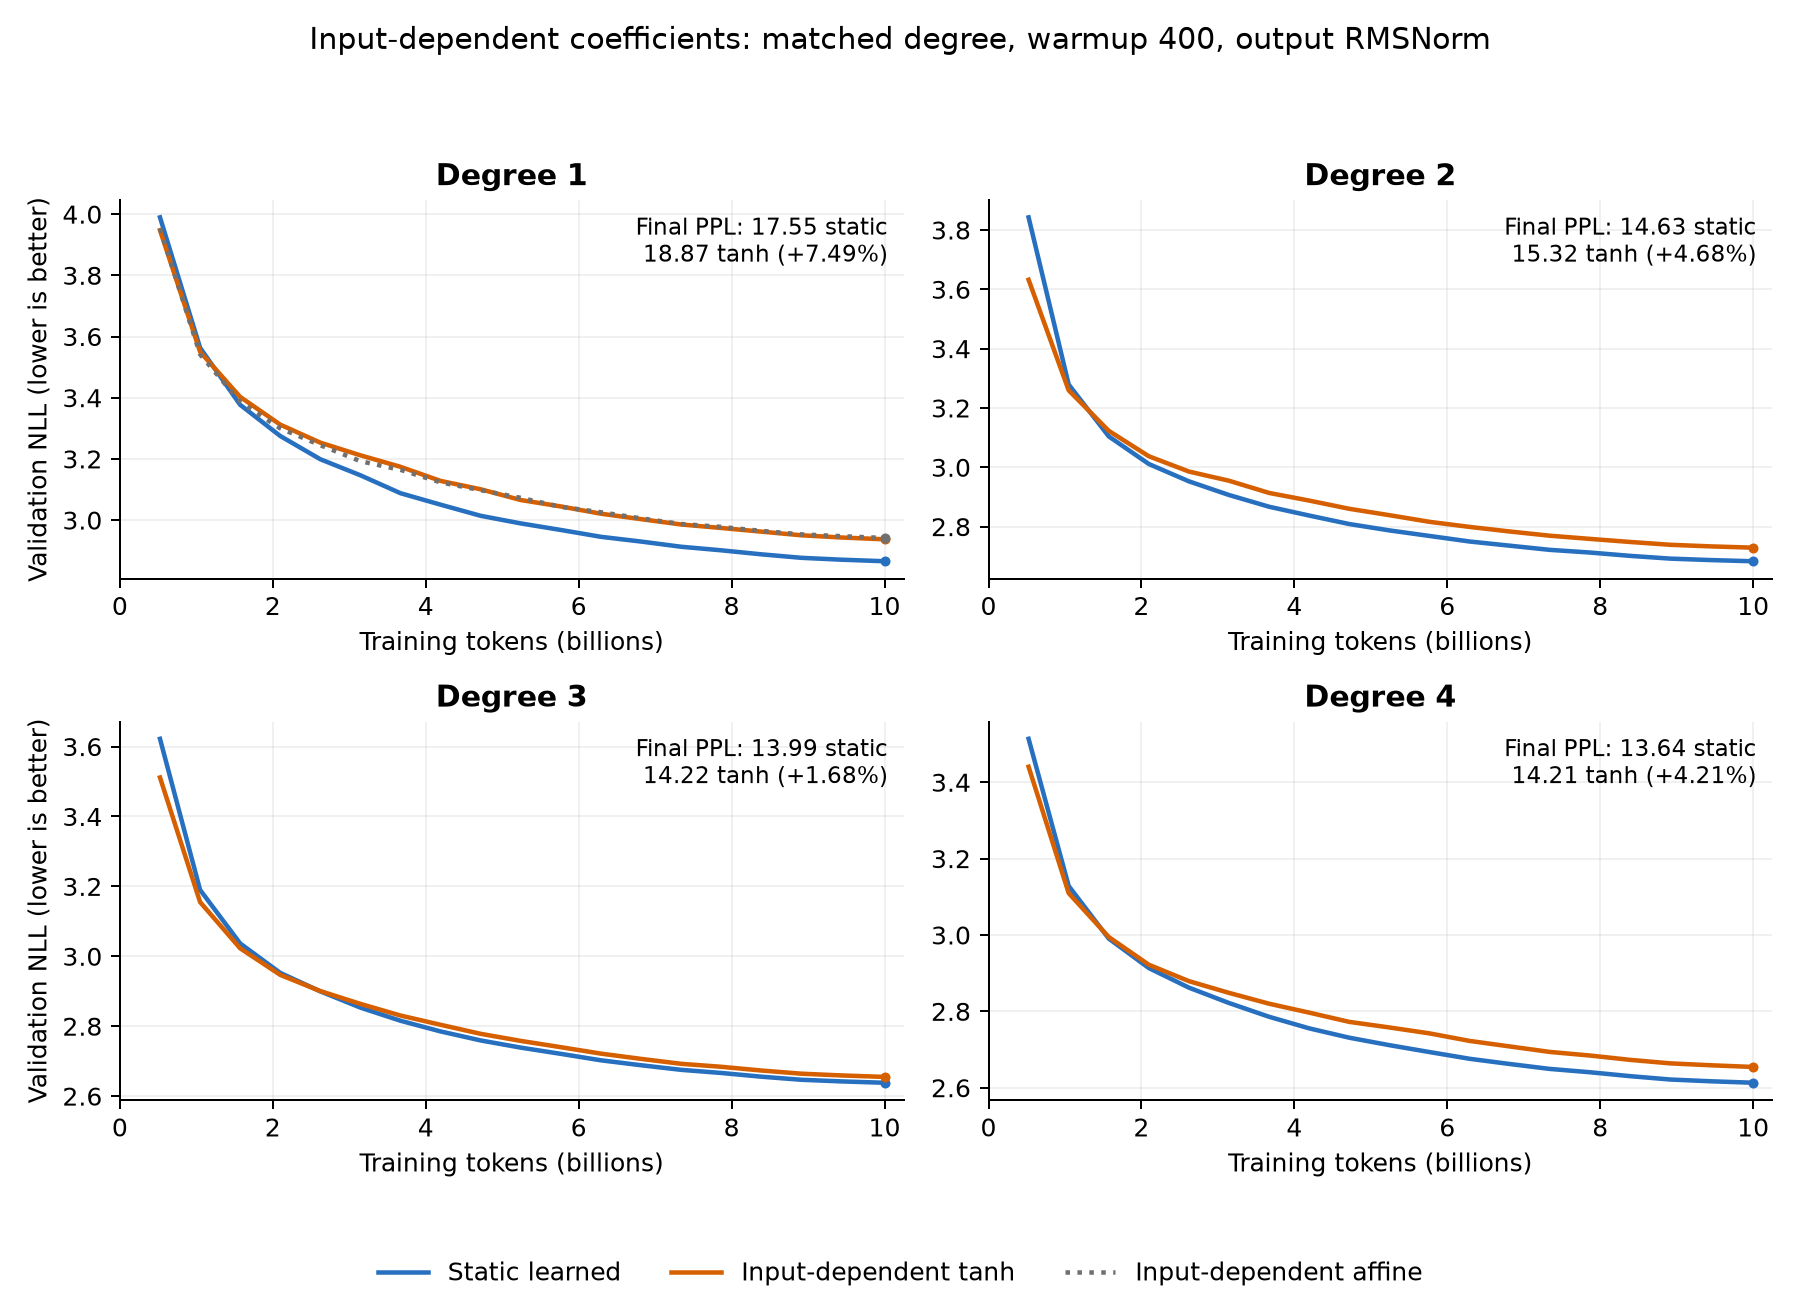 Input-dependent coefficients: matched degree, warmup 400, output RMSNorm
Degree 1
Final PPL: 17.55 static
18.87 tanh (+7.49%)
Validation NLL (lower is better)
4.0
3.8
3.6
3.4
3.2
3.0
0 2 4 6 8 10
Training tokens (billions)
Degree 2
Final PPL: 14.63 static
15.32 tanh (+4.68%)
3.8
3.6
3.4
3.2
3.0
2.8
0 2 4 6 8 10
Training tokens (billions)
Degree 3
Final PPL: 13.99 static
14.22 tanh (+1.68%)
Validation NLL (lower is better)
3.6
3.4
3.2
3.0
2.8
2.6
0 2 4 6 8 10
Training tokens (billions)
Degree 4
Final PPL: 13.64 static
14.21 tanh (+4.21%)
3.4
3.2
3.0
2.8
2.6
0 2 4 6 8 10
Training tokens (billions)
Static learned
Input-dependent tanh
Input-dependent affine